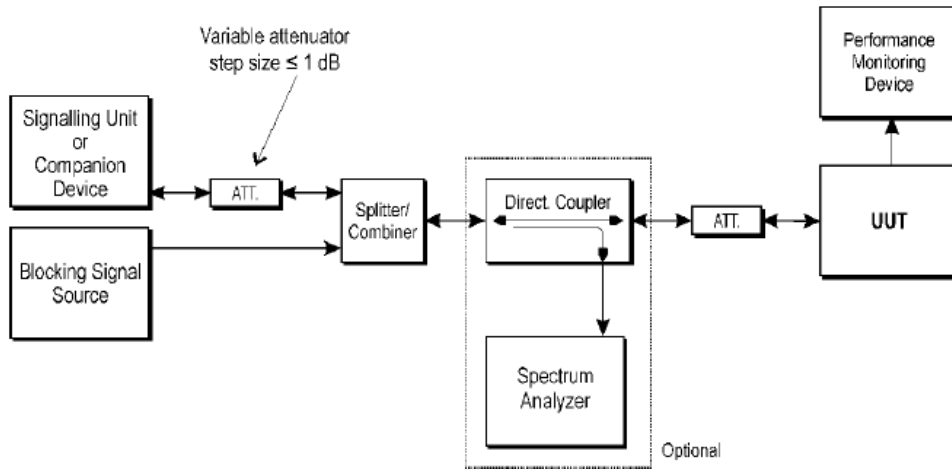 Variable attenuator
step size ≤ 1 dB
Performance
Monitoring
Device
Signalling Unit
or
Companion
Device
ATT.
Splitter/
Combiner
Direct. Coupler
ATT.
UUT
Blocking Signal
Source
Spectrum
Analyzer
Optional